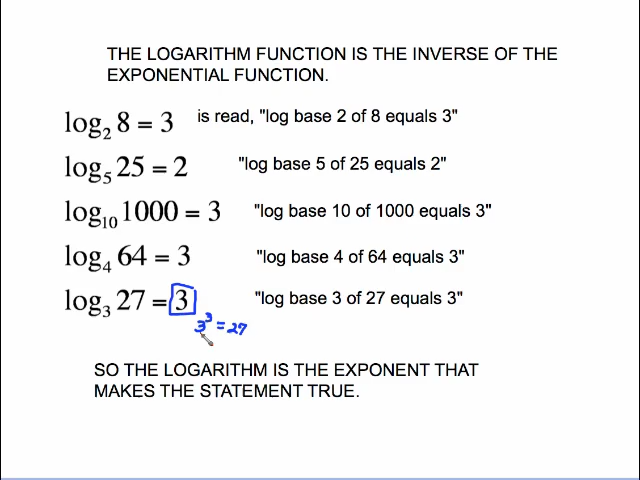 THE LOGARITHM FUNCTION IS THE INVERSE OF THE
EXPONENTIAL FUNCTION.
log₂ 8 = 3 is read, "log base 2 of 8 equals 3"
log₅ 25 = 2 "log base 5 of 25 equals 2"
log₁₀ 1000 = 3 "log base 10 of 1000 equals 3"
log₄ 64 = 3 "log base 4 of 64 equals 3"
log₃ 27 = 3 "log base 3 of 27 equals 3"
3³ = 27
SO THE LOGARITHM IS THE EXPONENT THAT
MAKES THE STATEMENT TRUE.